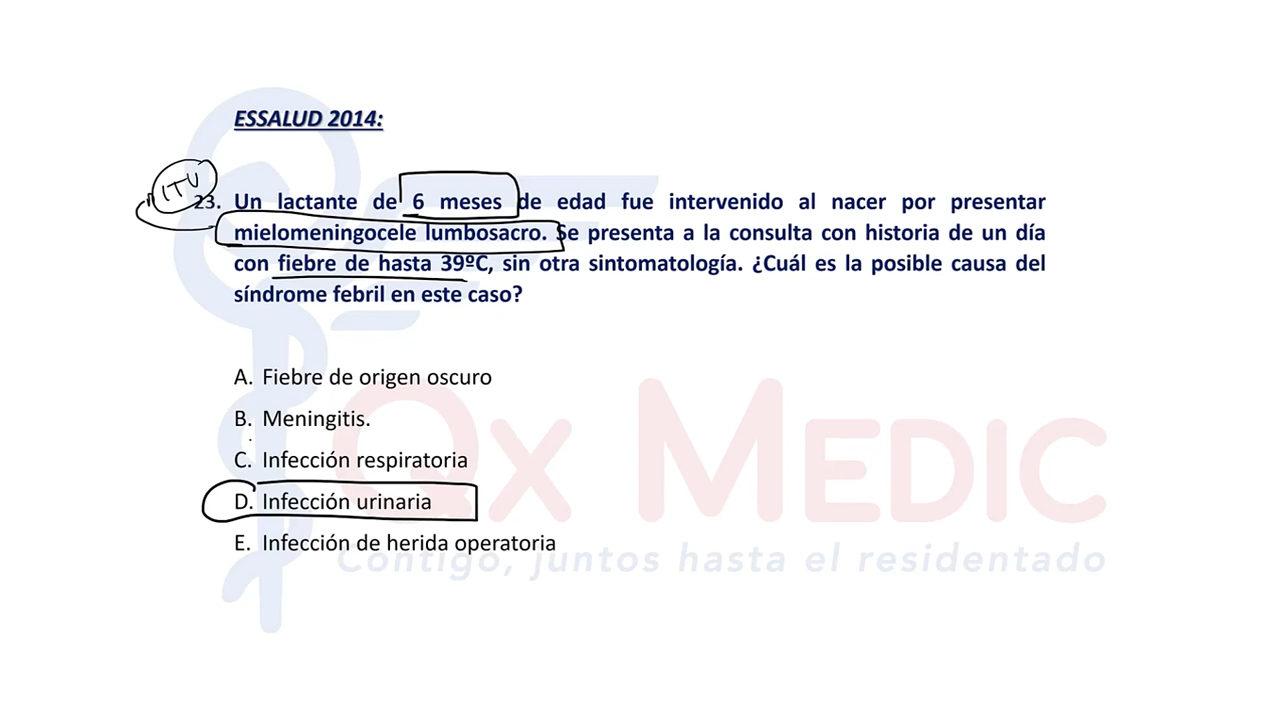 ESSALUD 2014:
ITU
23. Un lactante de 6 meses de edad fue intervenido al nacer por presentar
mielomeningocele lumbosacro. Se presenta a la consulta con historia de un día
con fiebre de hasta 39ºC, sin otra sintomatología. ¿Cuál es la posible causa del
síndrome febril en este caso?
A. Fiebre de origen oscuro
B. Meningitis.
C. Infección respiratoria
D. Infección urinaria
E. Infección de herida operatoria
QX MEDIC
Contigo, juntos hasta el residentado